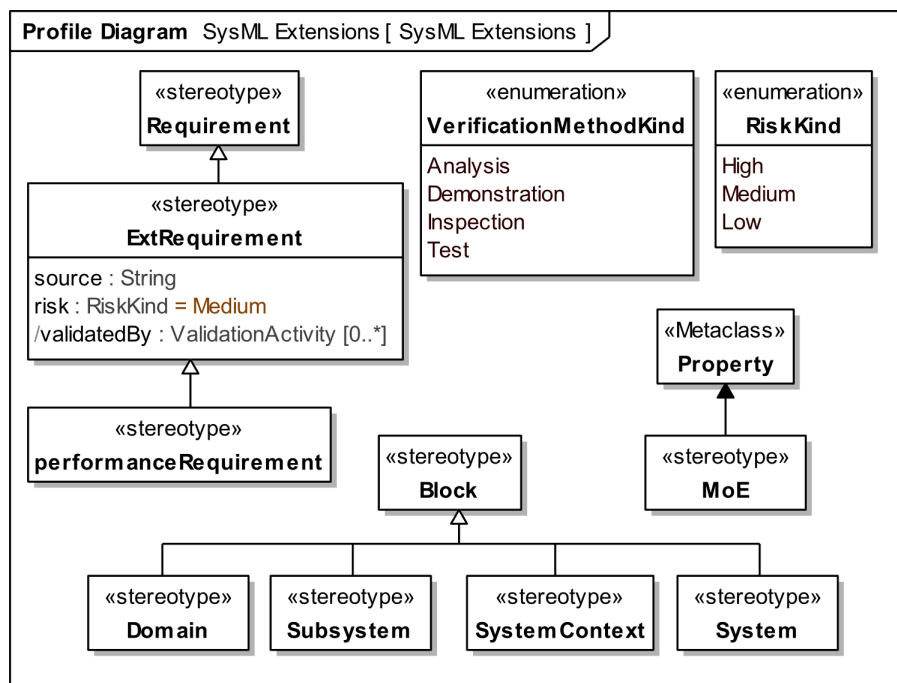 Profile Diagram SysML Extensions [ SysML Extensions ]
«stereotype»
Requirement
«stereotype»
ExtRequirement
source : String
risk : RiskKind = Medium
/validatedBy : ValidationActivity [0..*]
«stereotype»
performanceRequirement
«enumeration»
VerificationMethodKind
Analysis
Demonstration
Inspection
Test
«enumeration»
RiskKind
High
Medium
Low
«Metaclass»
Property
«stereotype»
MoE
«stereotype»
Block
«stereotype»
Domain
«stereotype»
Subsystem
«stereotype»
SystemContext
«stereotype»
System